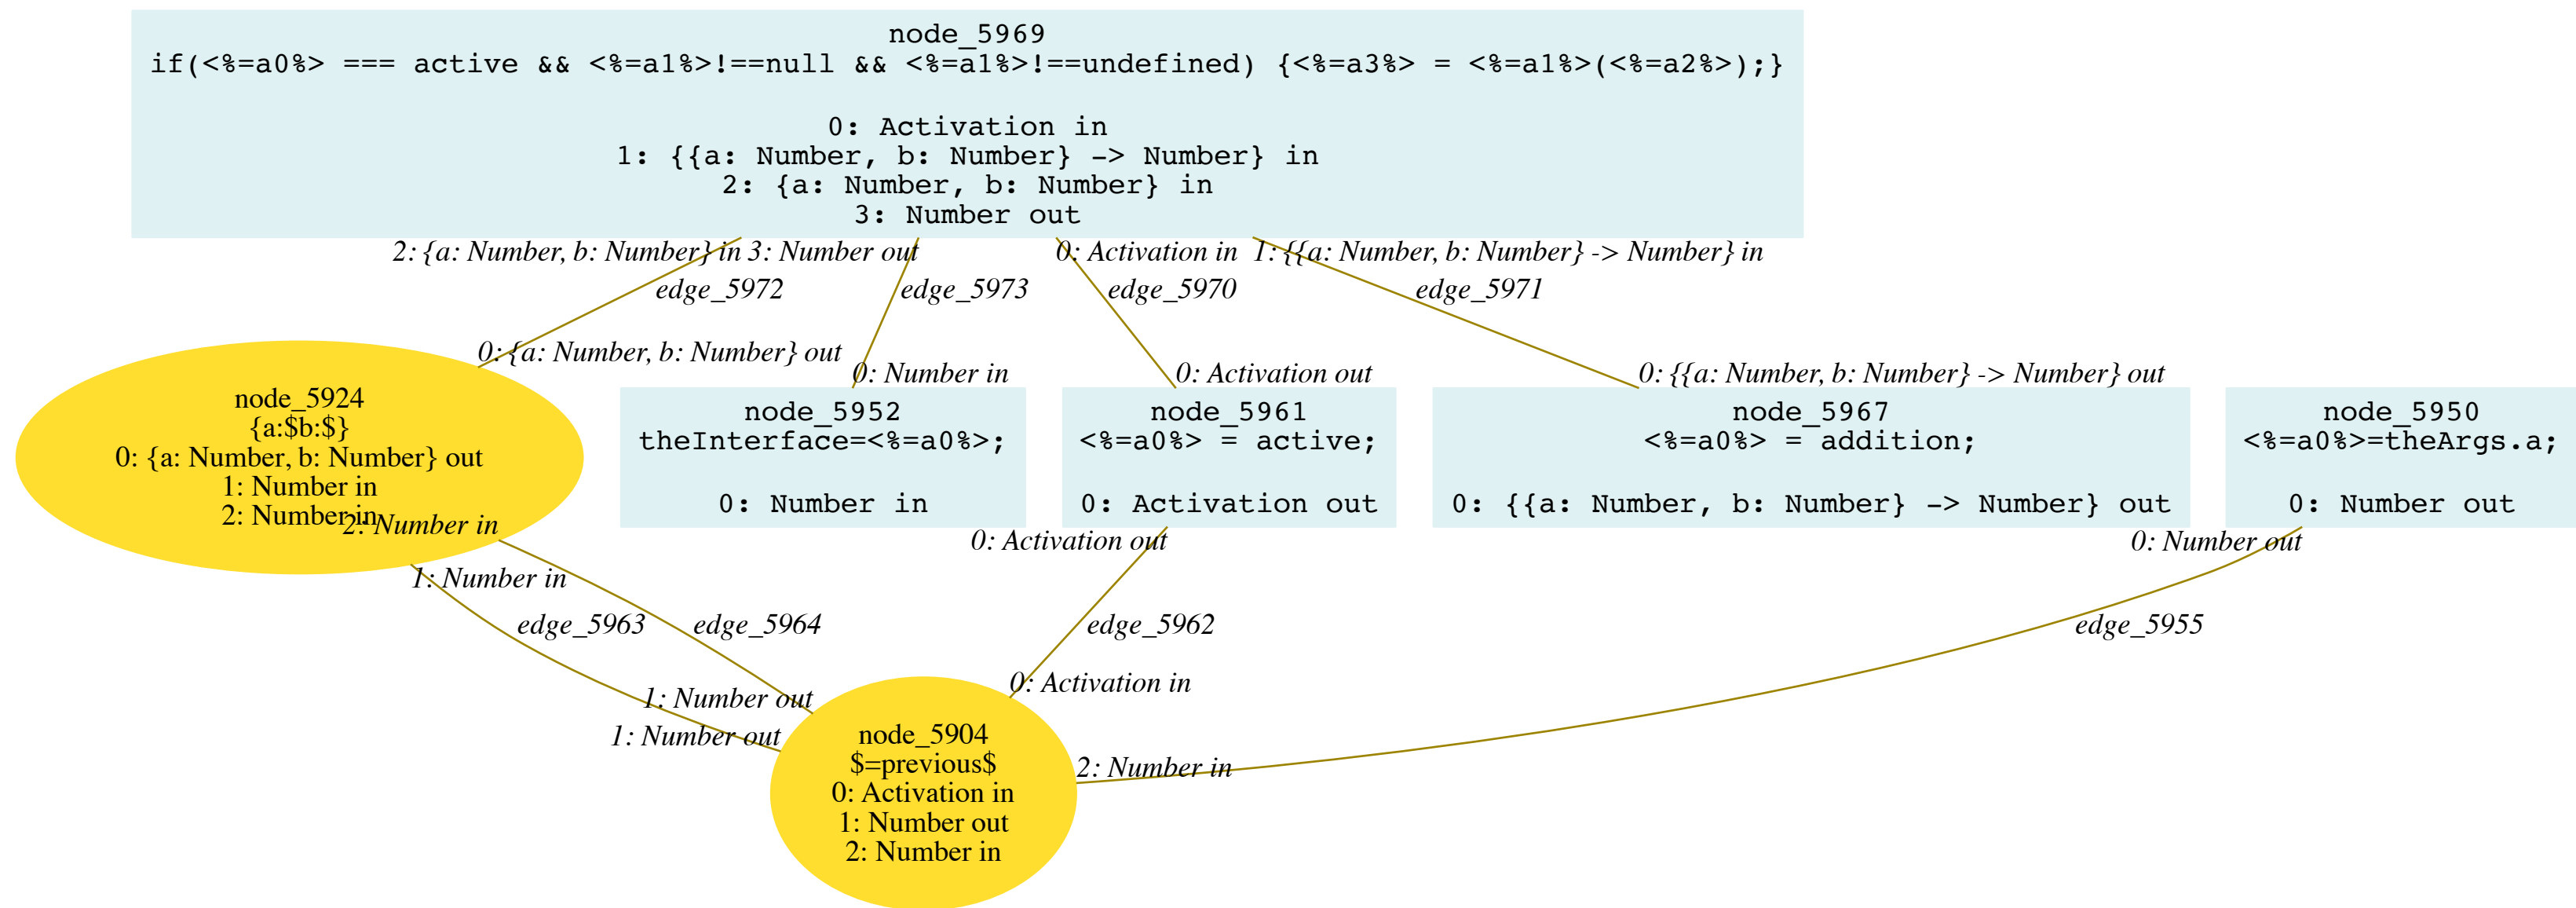 node_5969
if(<%=a0%> === active && <%=a1%>!==null && <%=a1%>!==undefined) {<%=a3%> = <%=a1%>(<%=a2%>);}
0: Activation in
1: {{a: Number, b: Number} -> Number} in
2: {a: Number, b: Number} in
3: Number out
2: {a: Number, b: Number} in
3: Number out
0: Activation in
1: {{a: Number, b: Number} -> Number} in
edge_5972
edge_5973
edge_5970
edge_5971
0: {a: Number, b: Number} out
0: Number in
0: Activation out
0: {{a: Number, b: Number} -> Number} out
node_5924
{a:$b:$}
0: {a: Number, b: Number} out
1: Number in
2: Number in
node_5952
theInterface=<%=a0%>;
0: Number in
node_5961
<%=a0%> = active;
0: Activation out
node_5967
<%=a0%> = addition;
0: {{a: Number, b: Number} -> Number} out
node_5950
<%=a0%>=theArgs.a;
0: Number out
2: Number in
0: Activation out
0: Number out
1: Number in
edge_5963
edge_5964
edge_5962
edge_5955
0: Activation in
1: Number out
1: Number out
2: Number in
node_5904
$=previous$
0: Activation in
1: Number out
2: Number in